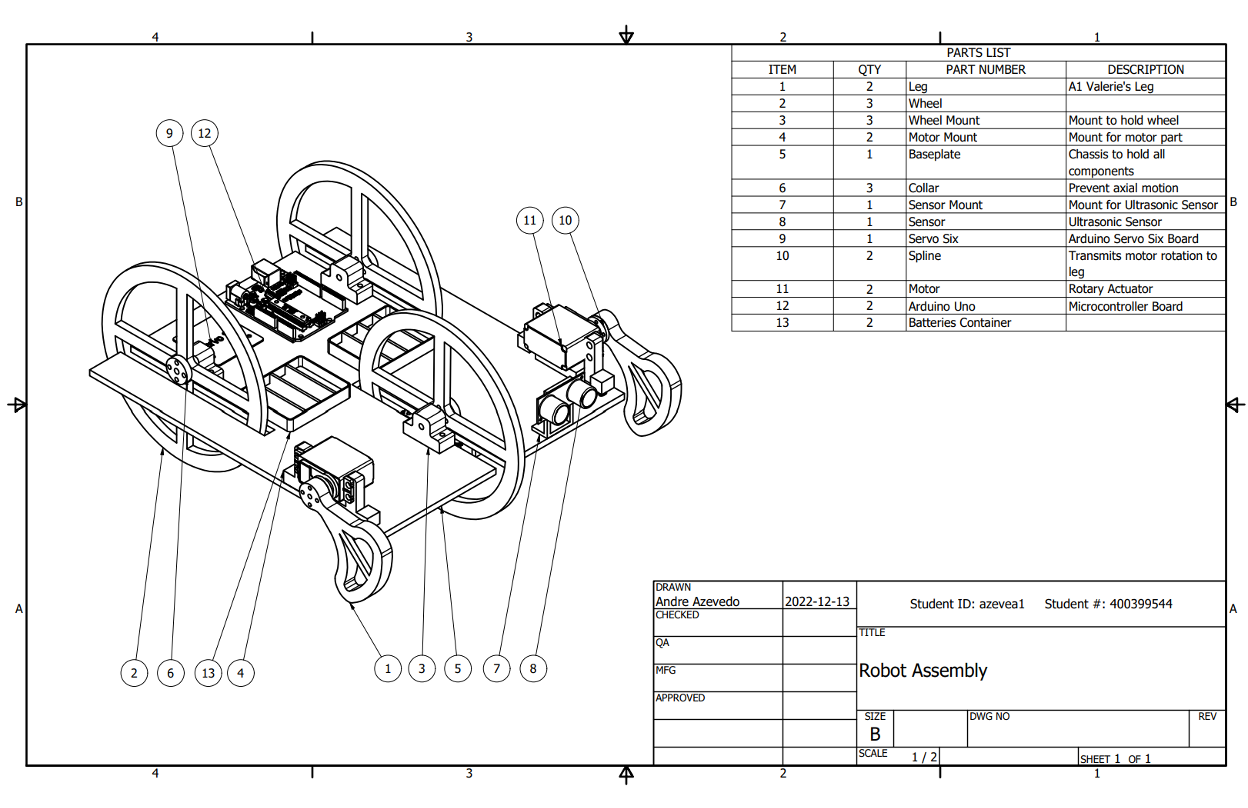 4 3 2 1
PARTS LIST
ITEM QTY PART NUMBER DESCRIPTION
1 2 Leg A1 Valerie's Leg
2 3 Wheel
3 3 Wheel Mount Mount to hold wheel
4 2 Motor Mount Mount for motor part
5 1 Baseplate Chassis to hold all
components
6 3 Collar Prevent axial motion
7 1 Sensor Mount Mount for Ultrasonic Sensor
8 1 Sensor Ultrasonic Sensor
9 1 Servo Six Arduino Servo Six Board
10 2 Spline Transmits motor rotation to
leg
11 2 Motor Rotary Actuator
12 2 Arduino Uno Microcontroller Board
13 2 Batteries Container
9 12
B B
11 10
A A
2 6 13 4 1 3 5 7 8
DRAWN
Andre Azevedo 2022-12-13
CHECKED
QA
MFG
APPROVED
Student ID: azevea1 Student #: 400399544
TITLE
Robot Assembly
SIZE
B
DWG NO
REV
SCALE
1 / 2
SHEET 1 OF 1
4 3 2 1